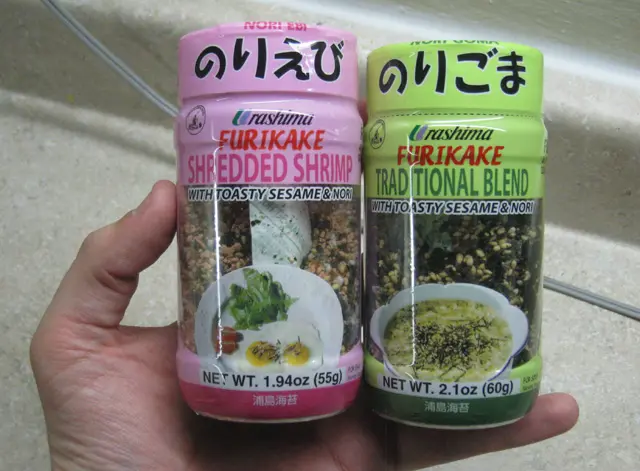 NORI EBI
のりえび
Urashima
FURIKAKE
SHREDDED SHRIMP
WITH TOASTY SESAME & NORI
NET WT. 1.94oz (55g)
浦島海苔
NORI GOMA
のりごま
Urashima
FURIKAKE
TRADITIONAL BLEND
WITH TOASTY SESAME & NORI
NET WT. 2.1oz (60g)
浦島海苔